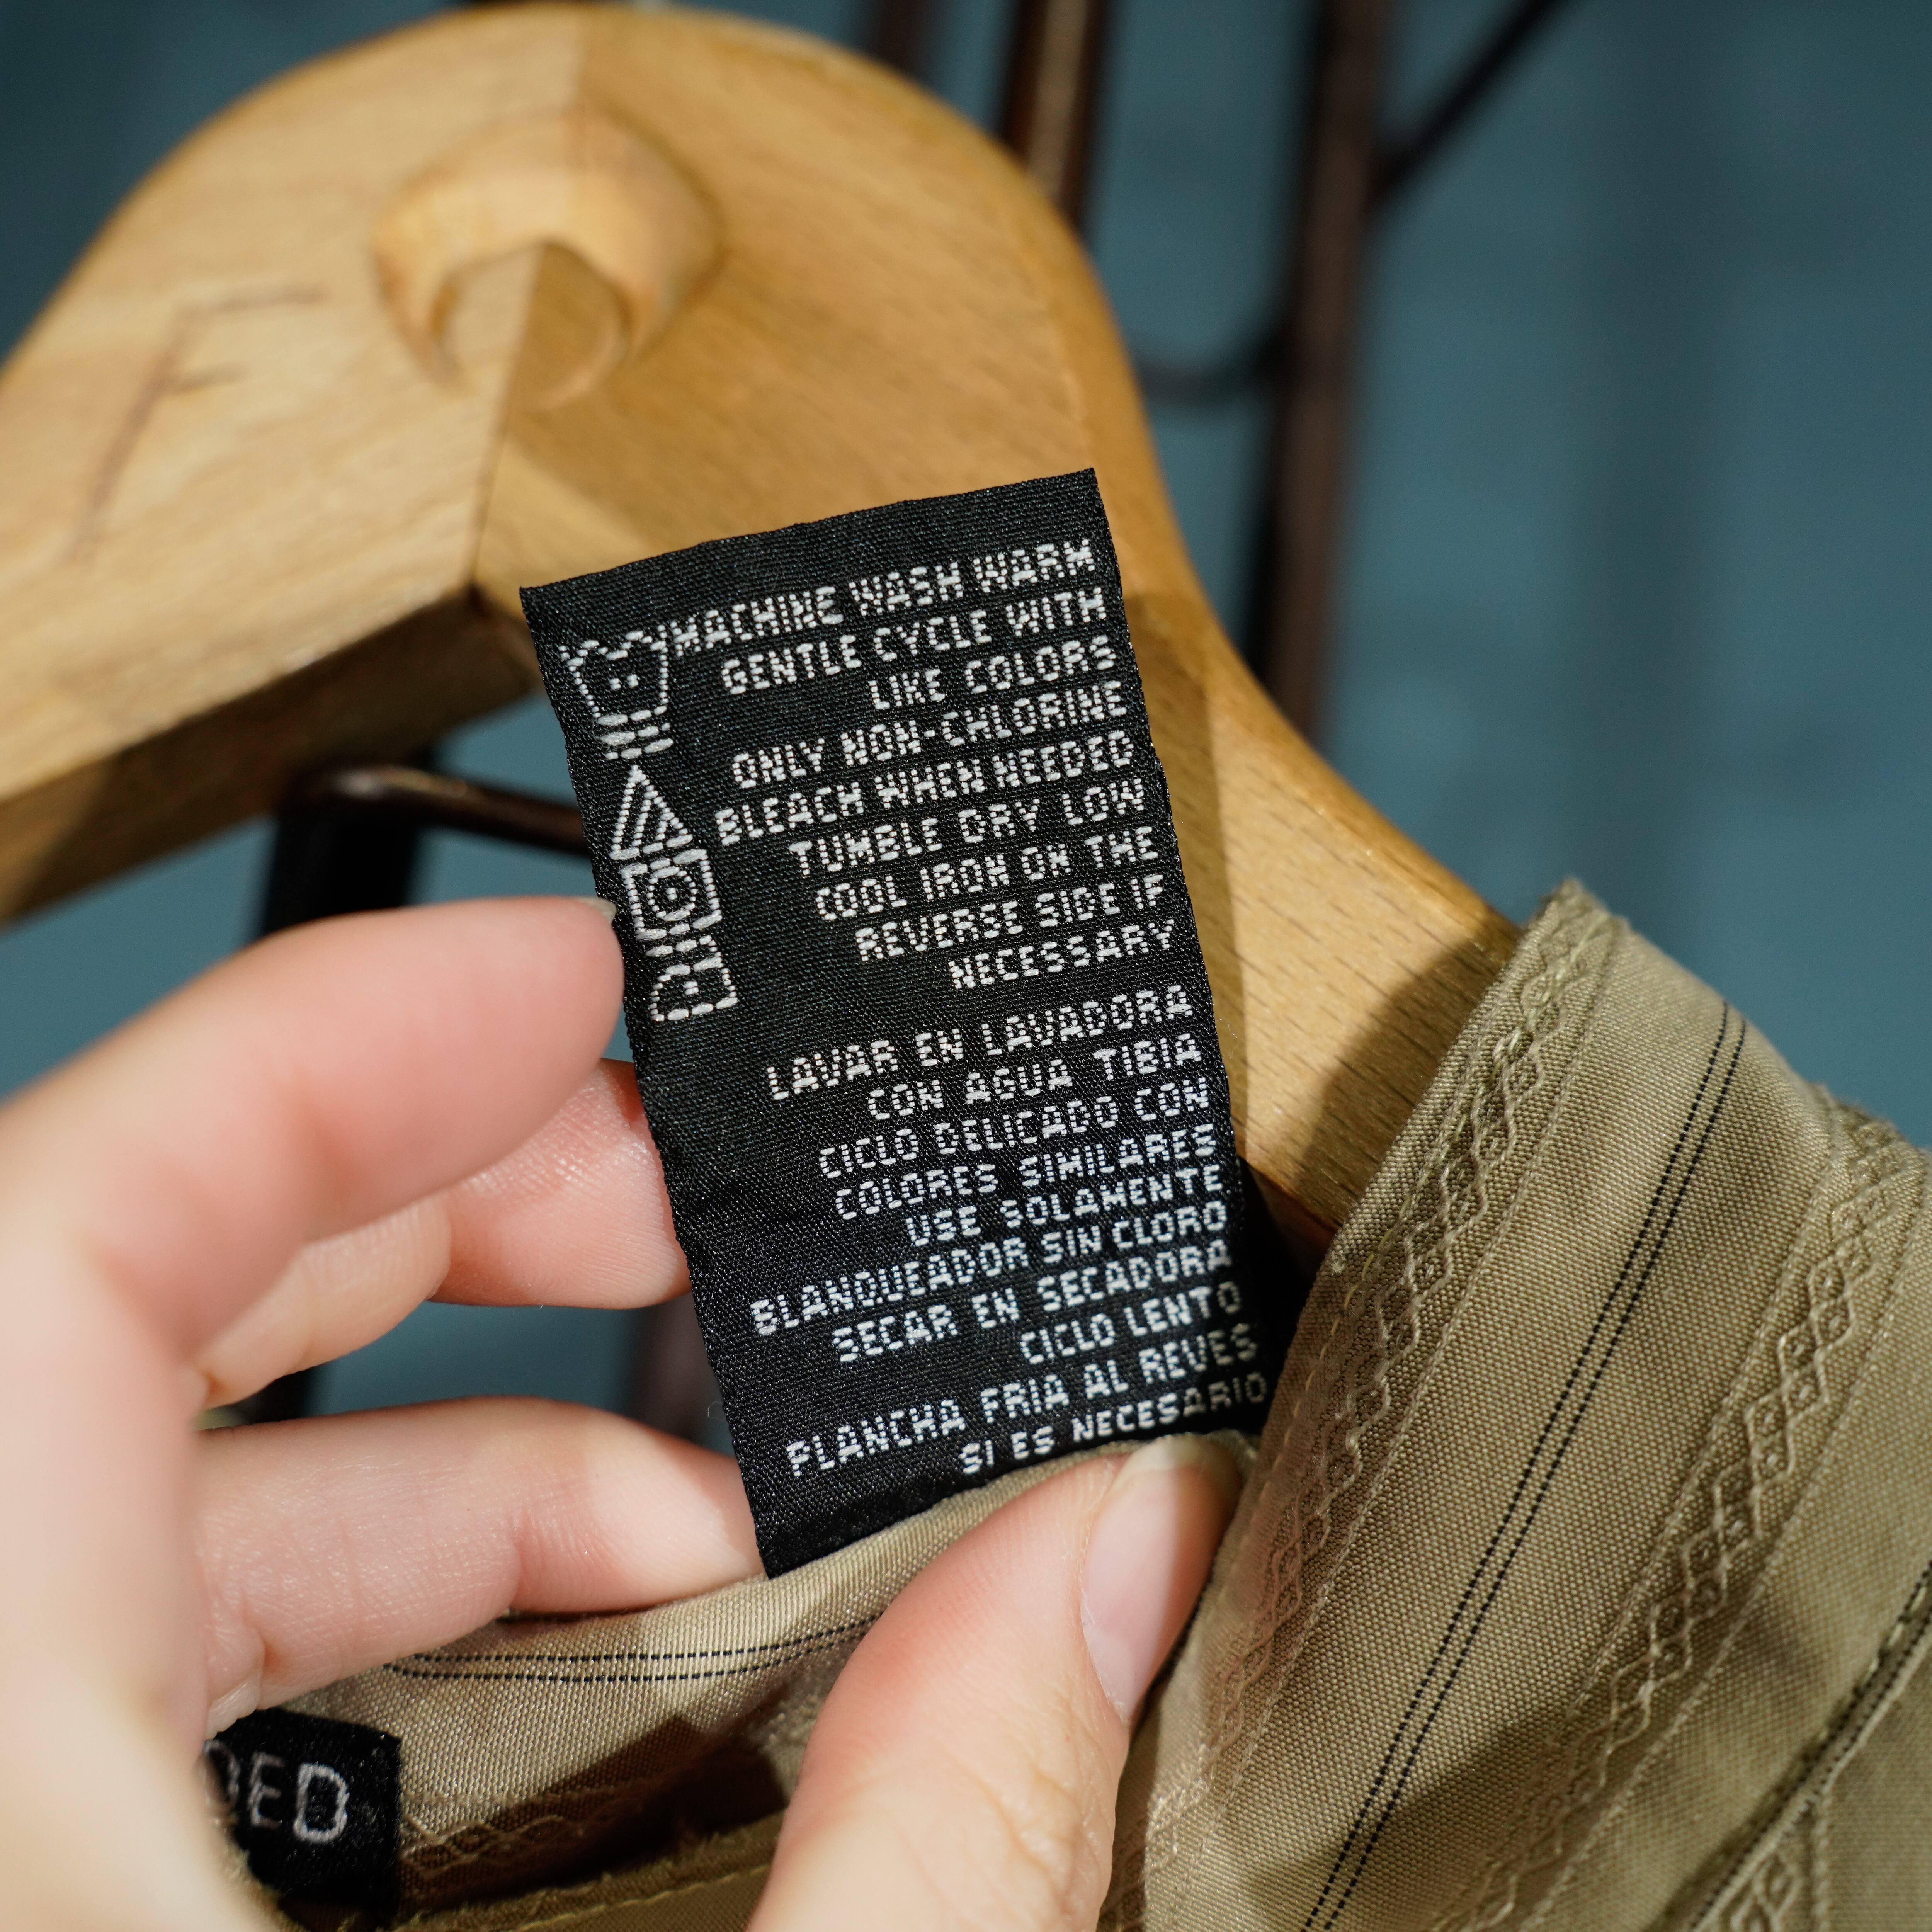 F
MACHINE WASH WARM
GENTLE CYCLE WITH
LIKE COLORS
ONLY NON-CHLORINE
BLEACH WHEN NEEDED
TUMBLE DRY LOW
COOL IRON ON THE
REVERSE SIDE IF
NECESSARY
LAVAR EN LAVADORA
CON AGUA TIBIA
CICLO DELICADO CON
COLORES SIMILARES
USE SOLAMENTE
BLANQUEADOR SIN CLORO
SECAR EN SECADORA
CICLO LENTO
PLANCHA FRIA AL REVES
SI ES NECESARIO